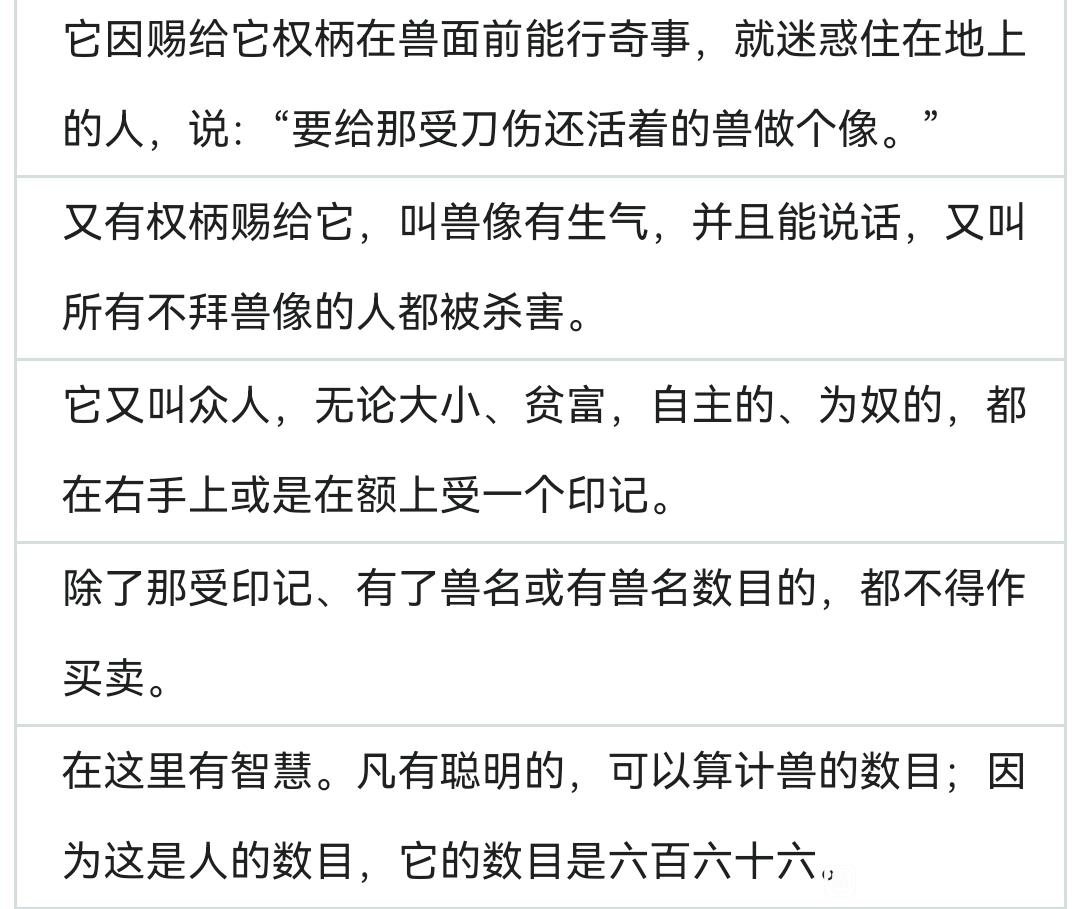 它因赐给它权柄在兽面前能行奇事，就迷惑住在地上
的人，说：“要给那受刀伤还活着的兽做个像。”
又有权柄赐给它，叫兽像有生气，并且能说话，又叫
所有不拜兽像的人都被杀害。
它又叫众人，无论大小、贫富，自主的、为奴的，都
在右手上或是在额上受一个印记。
除了那受印记、有了兽名或有兽名数目的，都不得作
买卖。
在这里有智慧。凡有聪明的，可以算计兽的数目；因
为这是人的数目，它的数目是六百六十六。